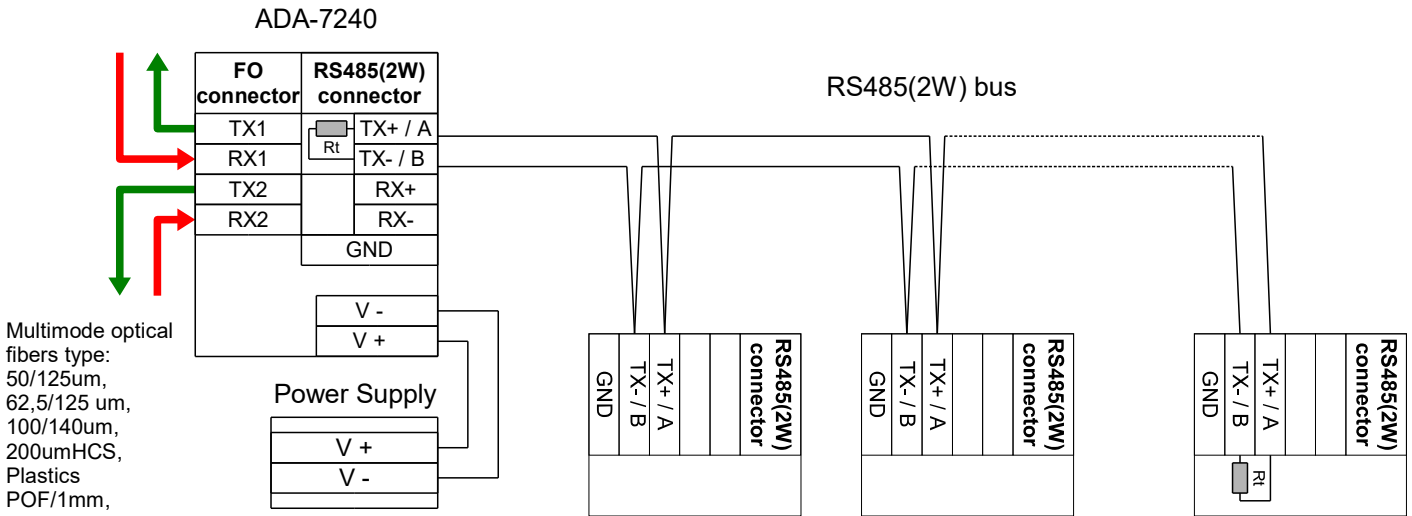 ADA-7240
FO
connector
RS485(2W)
connector
TX1
RX1
TX2
RX2
Rt
TX+ / A
TX- / B
RX+
RX-
GND
V -
V +
Power Supply
V +
V -
Multimode optical
fibers type:
50/125um,
62,5/125 um,
100/140um,
200umHCS,
Plastics
POF/1mm,
RS485(2W) bus
GND
TX- / B
TX+ / A
RS485(2W)
connector
GND
TX- / B
TX+ / A
RS485(2W)
connector
GND
TX- / B
TX+ / A
RS485(2W)
connector
Rt